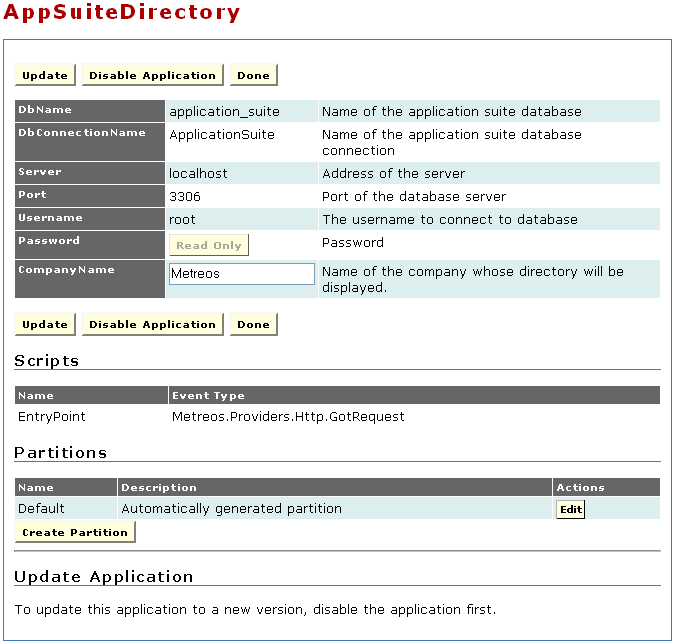 AppSuiteDirectory
Update Disable Application Done
DbName application_suite Name of the application suite database
DbConnectionName ApplicationSuite Name of the application suite database
connection
Server localhost Address of the server
Port 3306 Port of the database server
Username root The username to connect to database
Password Read Only Password
CompanyName Metreos Name of the company whose directory will be
displayed.
Update Disable Application Done
Scripts
Name Event Type
EntryPoint Metreos.Providers.Http.GotRequest
Partitions
Name Description Actions
Default Automatically generated partition Edit
Create Partition
Update Application
To update this application to a new version, disable the application first.